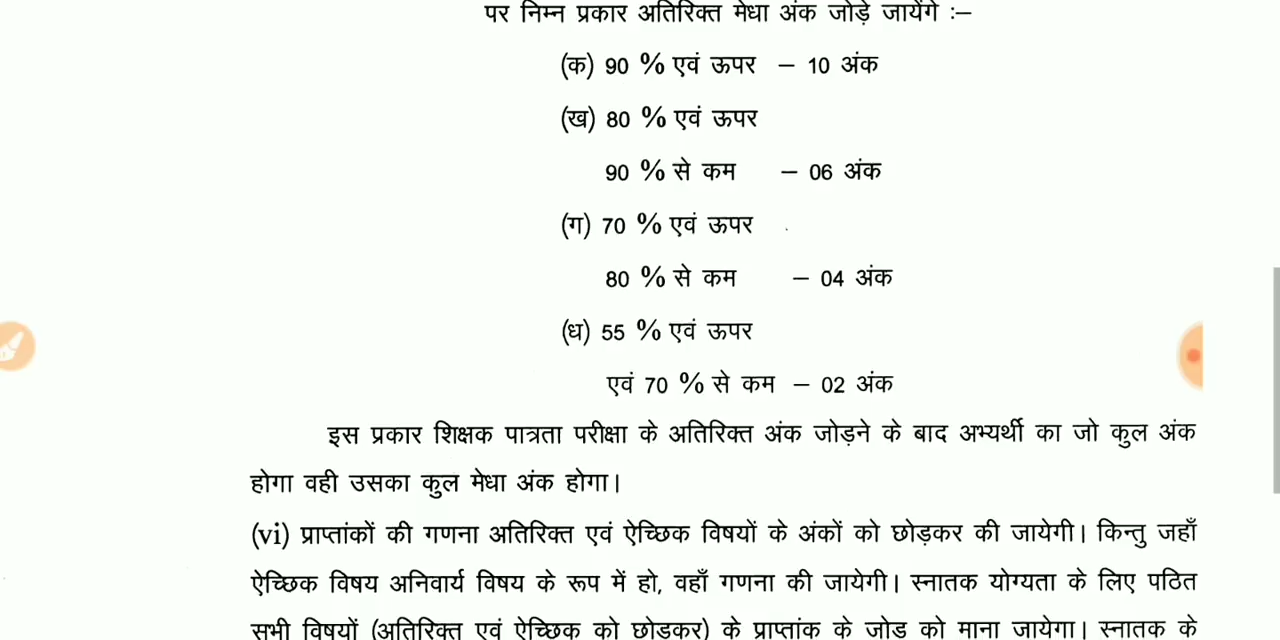 पर निम्न प्रकार अतिरिक्त मेधा अंक जोड़े जायेंगे :–
(क) 90 % एवं ऊपर – 10 अंक
(ख) 80 % एवं ऊपर
90 % से कम – 06 अंक
(ग) 70 % एवं ऊपर
80 % से कम – 04 अंक
(ध) 55 % एवं ऊपर
एवं 70 % से कम – 02 अंक
इस प्रकार शिक्षक पात्रता परीक्षा के अतिरिक्त अंक जोड़ने के बाद अभ्यर्थी का जो कुल अंक
होगा वही उसका कुल मेधा अंक होगा।
(vi) प्राप्तांकों की गणना अतिरिक्त एवं ऐच्छिक विषयों के अंकों को छोड़कर की जायेगी। किन्तु जहाँ
ऐच्छिक विषय अनिवार्य विषय के रूप में हो, वहाँ गणना की जायेगी। स्नातक योग्यता के लिए पठित
सभी विषयों (अतिरिक्त एवं ऐच्छिक को छोडकर) के प्राप्तांक के जोड को माना जायेगा। स्नातक के